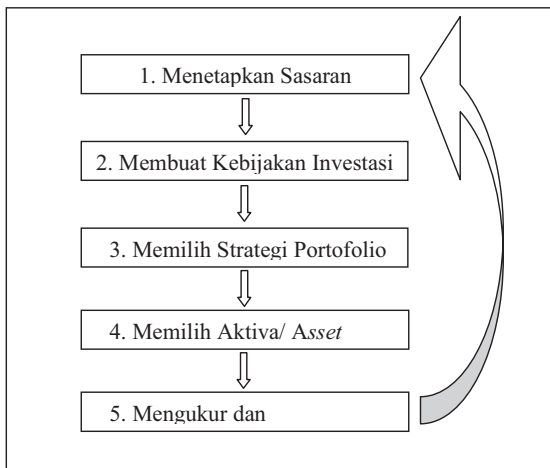 1. Menetapkan Sasaran
2. Membuat Kebijakan Investasi
3. Memilih Strategi Portofolio
4. Memilih Aktiva/ Asset
5. Mengukur dan